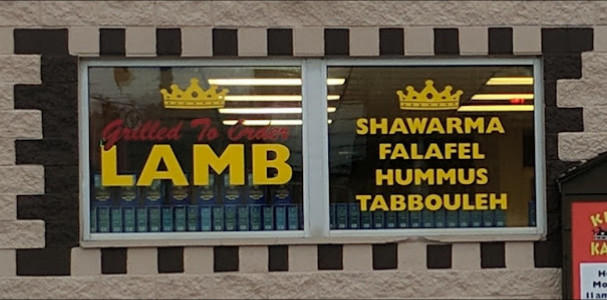 Grilled To Order
LAMB
SHAWARMA
FALAFEL
HUMMUS
TABBOULEH